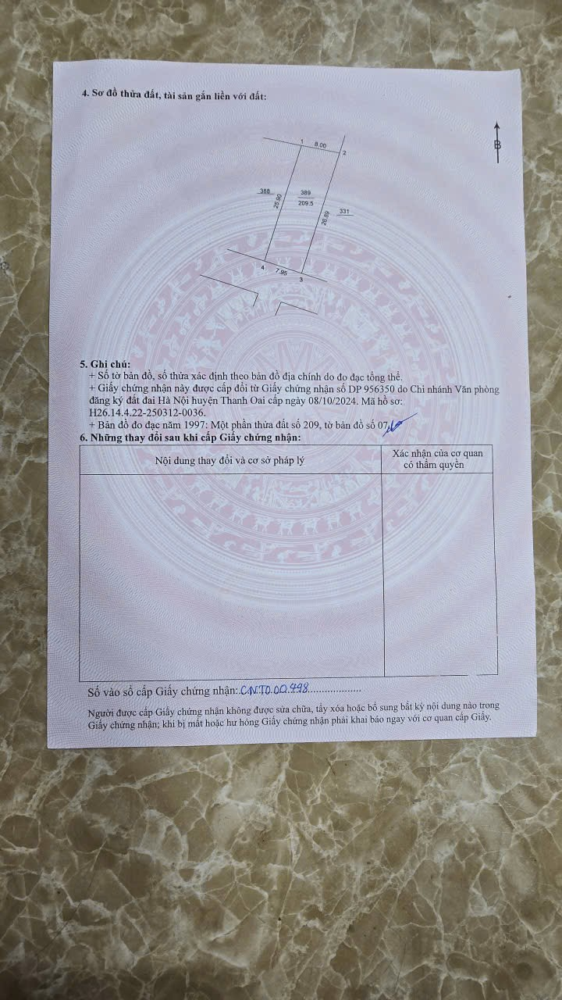 4. Sơ đồ thửa đất, tài sản gắn liền với đất:
B
1
8.00
2
388
25.90
389
209.5
26.89
331
4
7.95
3
5. Ghi chú:
+ Số tờ bản đồ, số thửa xác định theo bản đồ địa chính do đo đạc tổng thể.
+ Giấy chứng nhận này được cấp đổi từ Giấy chứng nhận số DP 956350 do Chi nhánh Văn phòng
đăng ký đất đai Hà Nội huyện Thanh Oai cấp ngày 08/10/2024. Mã hồ sơ:
H26.14.4.22-250312-0036.
+ Bản đồ đo đạc năm 1997: Một phần thửa đất số 209, tờ bản đồ số 07.
6. Những thay đổi sau khi cấp Giấy chứng nhận:
Nội dung thay đổi và cơ sở pháp lý
Xác nhận của cơ quan
có thẩm quyền
Số vào sổ cấp Giấy chứng nhận: C.N.T0.00.498
Người được cấp Giấy chứng nhận không được sửa chữa, tẩy xóa hoặc bổ sung bất kỳ nội dung nào trong
Giấy chứng nhận; khi bị mất hoặc hư hỏng Giấy chứng nhận phải khai báo ngay với cơ quan cấp Giấy.